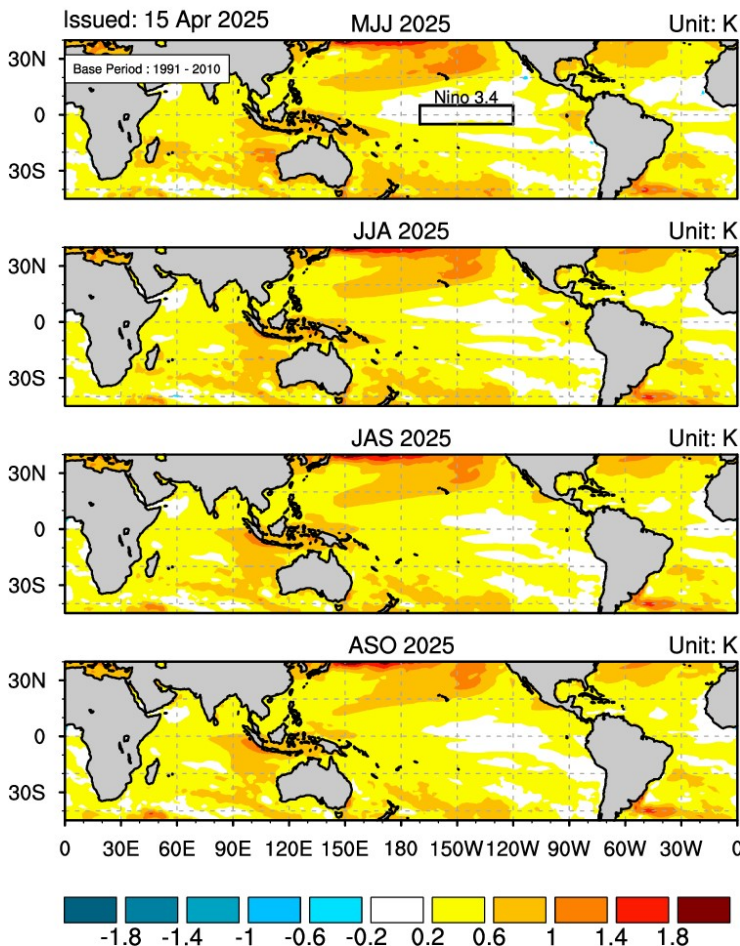 Issued: 15 Apr 2025 MJJ 2025 Unit: K
30N
Base Period : 1991 - 2010
Nino 3.4
0
30S
JJA 2025 Unit: K
30N
0
30S
JAS 2025 Unit: K
30N
0
30S
ASO 2025 Unit: K
30N
0
30S
0 30E 60E 90E 120E 150E 180 150W 120W 90W 60W 30W 0
-1.8 -1.4 -1 -0.6 -0.2 0.2 0.6 1 1.4 1.8